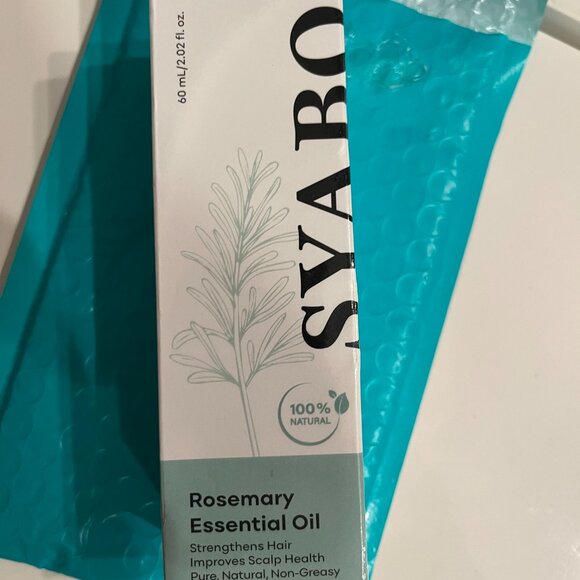 60 mL/2.02 fl. oz.
SYABO
100%
NATURAL
Rosemary
Essential Oil
Strengthens Hair
Improves Scalp Health
Pure, Natural, Non-Greasy